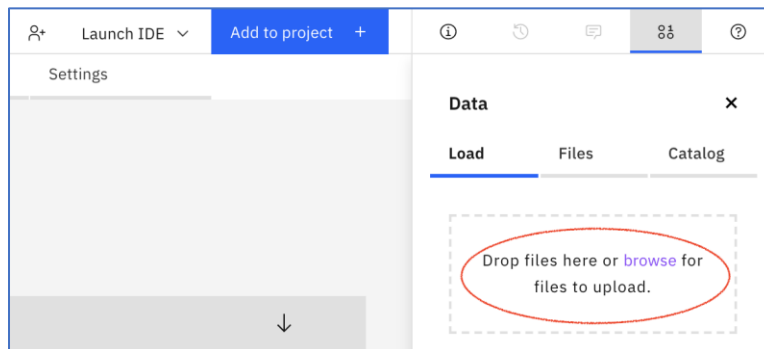 Launch IDE
Add to project +
Settings
Data
Load Files Catalog
Drop files here or browse for
files to upload.